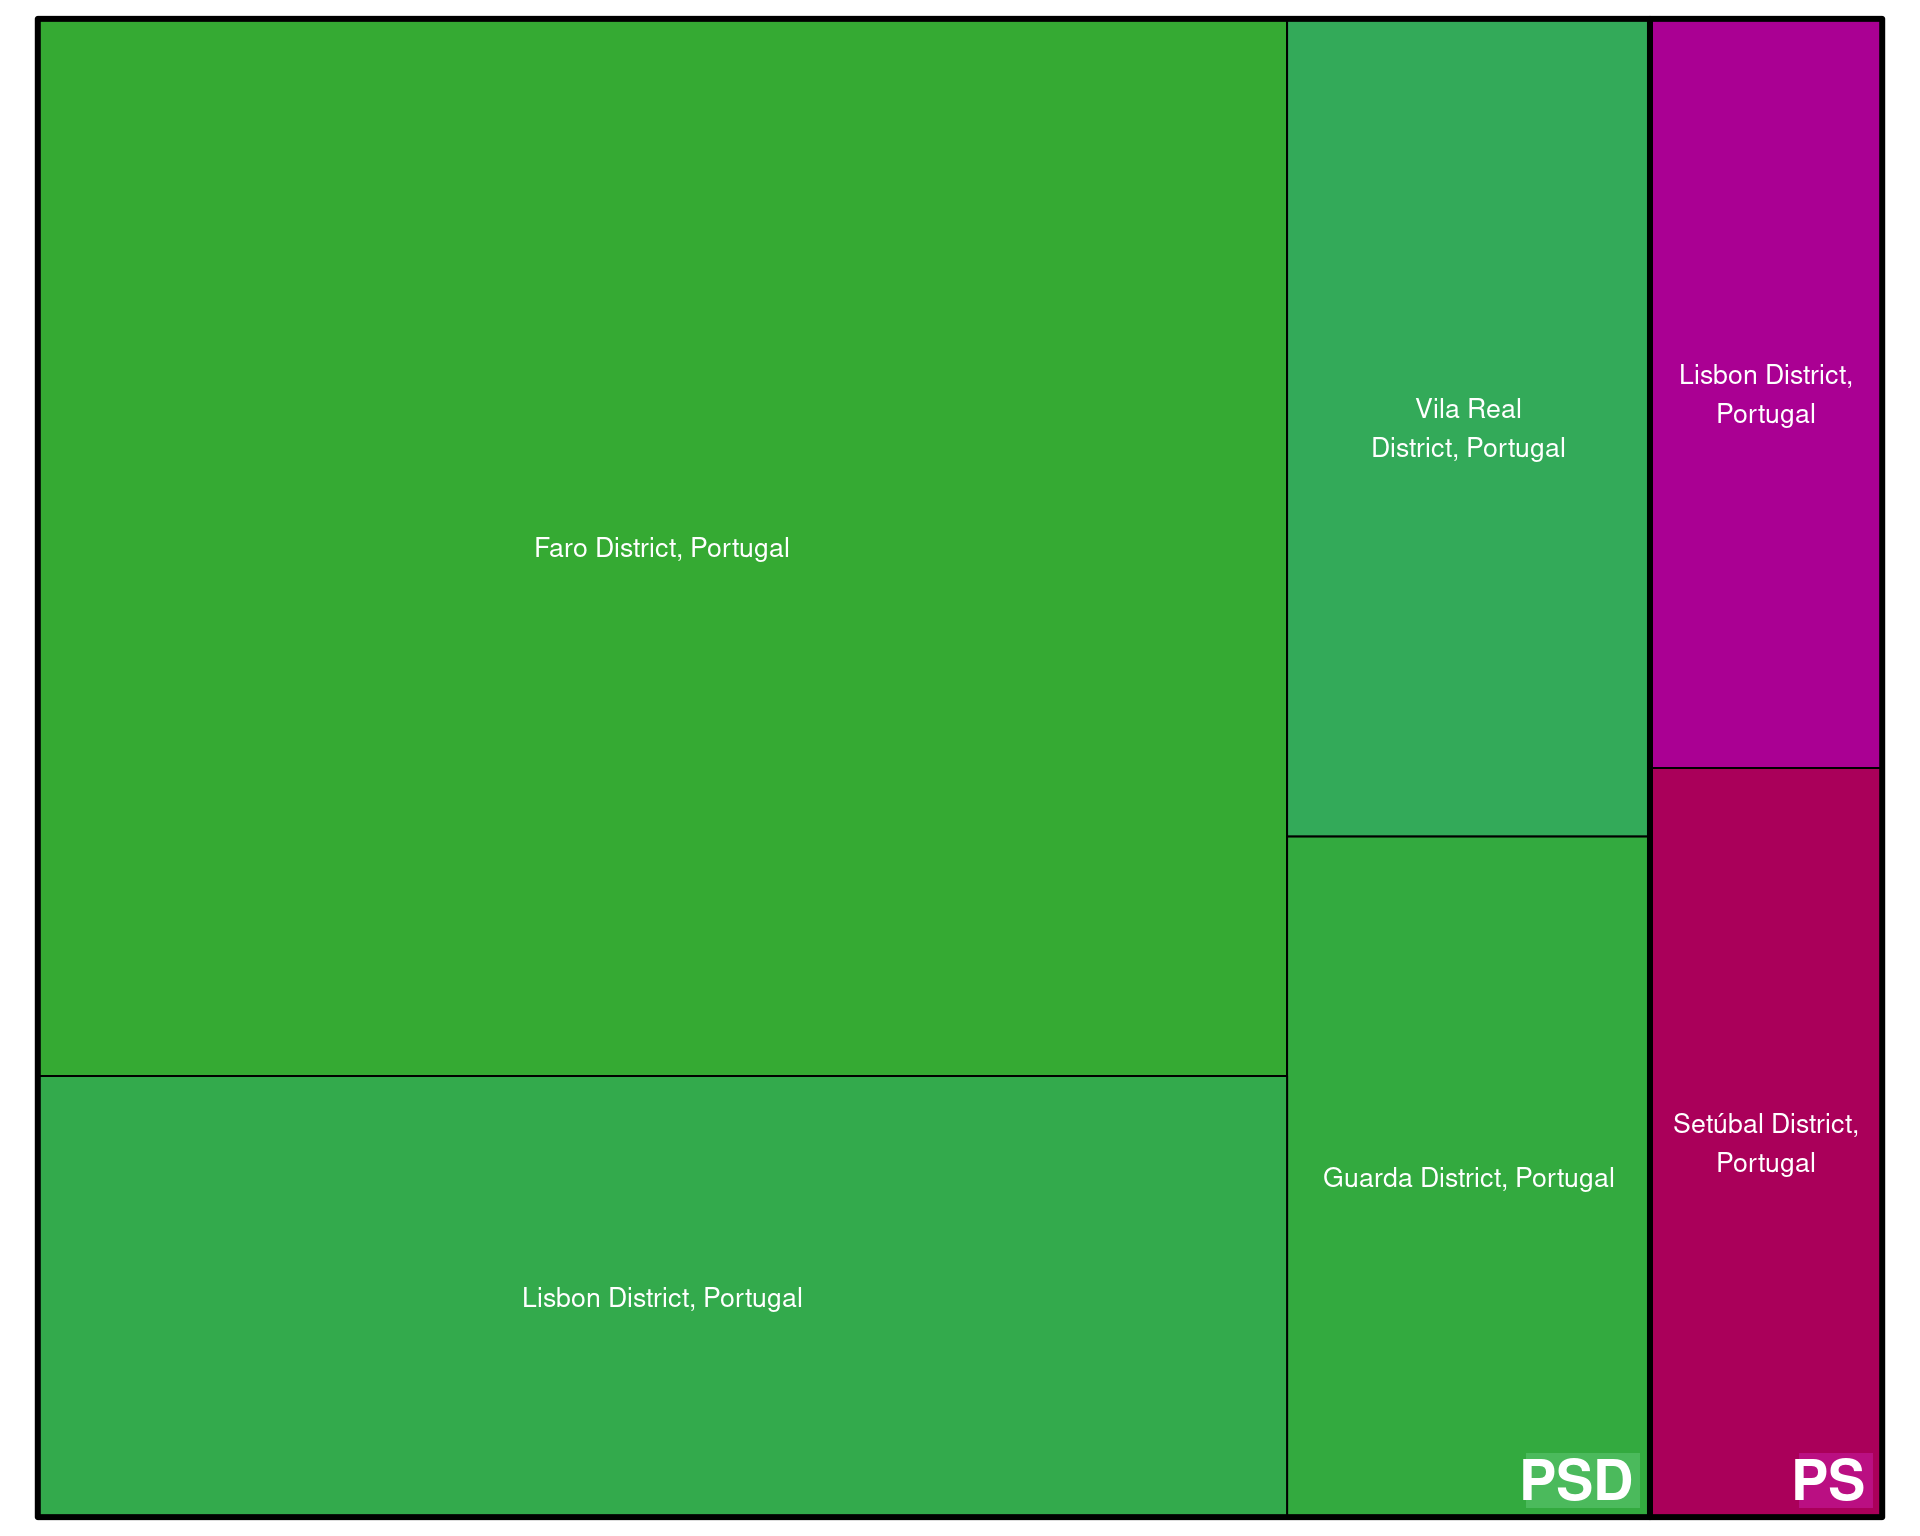 Faro District, Portugal
Lisbon District, Portugal
Vila Real
District, Portugal
Guarda District, Portugal
PSD
Lisbon District,
Portugal
Setúbal District,
Portugal
PS